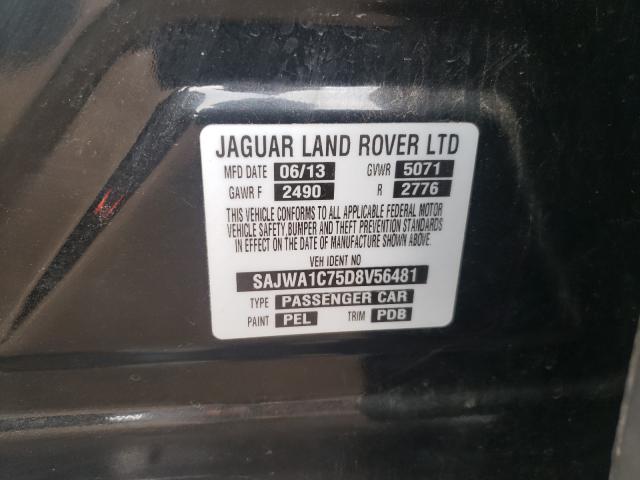 JAGUAR LAND ROVER LTD
MFD DATE 06/13 GVWR 5071
GAWR F 2490 R 2776
THIS VEHICLE CONFORMS TO ALL APPLICABLE FEDERAL MOTOR
VEHICLE SAFETY,BUMPER AND THEFT PREVENTION STANDARDS
IN EFFECT ON THE DATE OF MANUFACTURE SHOWN ABOVE.
VEH IDENT NO
SAJWA1C75D8V56481
TYPE PASSENGER CAR
PAINT PEL TRIM PDB